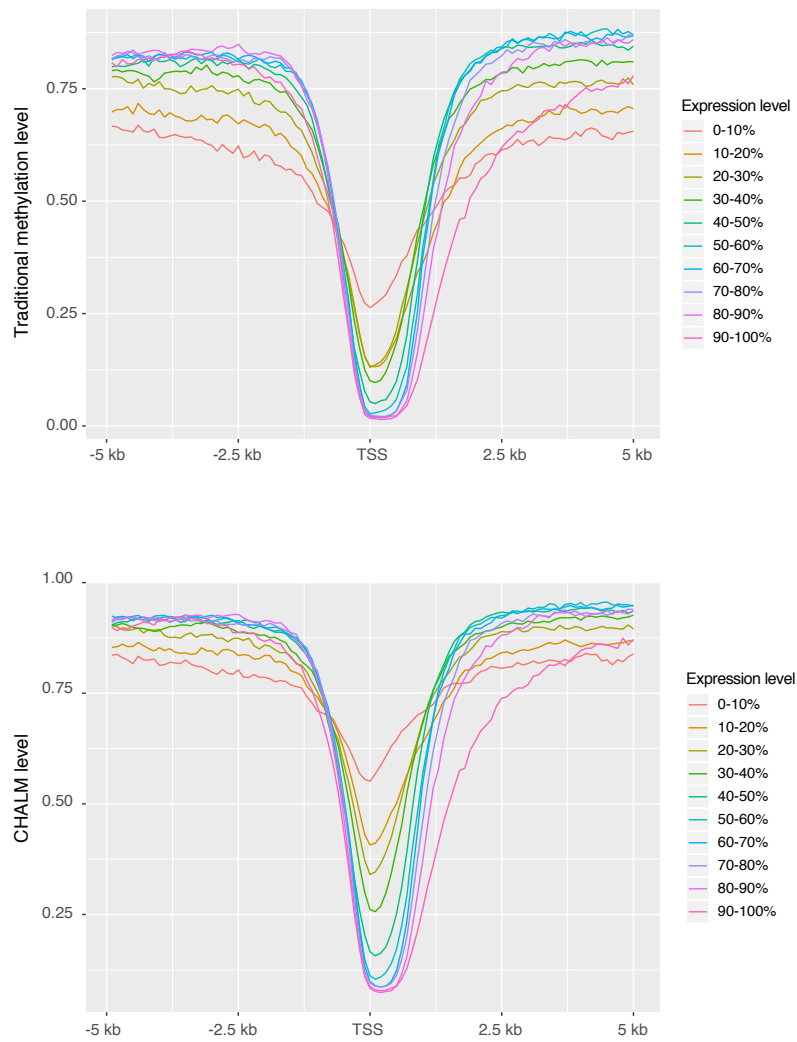 Traditional methylation level
0.75
0.50
0.25
0.00
-5 kb
-2.5 kb
TSS
2.5 kb
5 kb
Expression level
0-10%
10-20%
20-30%
30-40%
40-50%
50-60%
60-70%
70-80%
80-90%
90-100%
CHALM level
1.00
0.75
0.50
0.25
-5 kb
-2.5 kb
TSS
2.5 kb
5 kb
Expression level
0-10%
10-20%
20-30%
30-40%
40-50%
50-60%
60-70%
70-80%
80-90%
90-100%